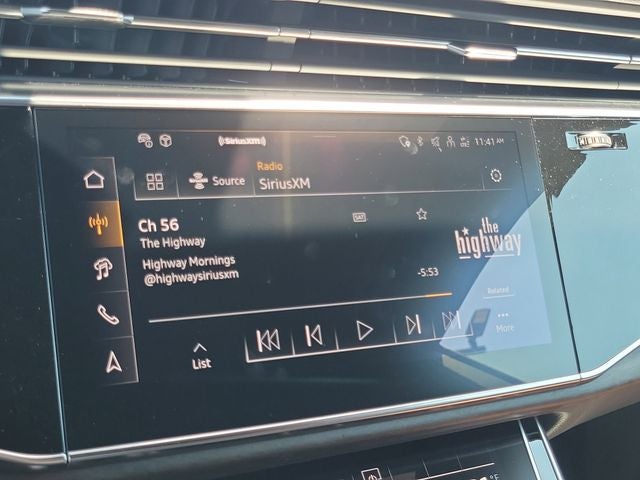 SiriusXM
11:41 AM
Radio
Source
SiriusXM
Ch 56
SAT
The Highway
the highway
Highway Mornings
@highwaysiriusxm
-5:53
Related
List
More
°F